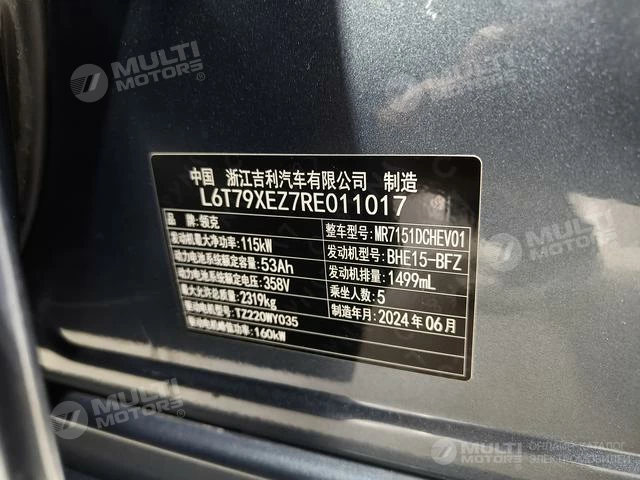 MULTI
MOTORS®
MULTI
MOTORS®
中国 浙江吉利汽车有限公司 制造
L6T79XEZ7RE011017
品牌:领克
整车型号:MR7151DCHEV01
发动机最大净功率:115kW
发动机型号:BHE15-BFZ
动力电池系统额定容量:53Ah
发动机排量:1499mL
动力电池系统额定电压:358V
乘坐人数:5
最大允许总质量:2319kg
制造年月:2024年06月
驱动电机型号:TZ220WY035
驱动电机峰值功率:160kW
MULTI
MOTORS®
MULTI
MOTORS
ОНЛАЙН-КАТАЛОГ
ЭЛЕКТРОМОБИЛЕЙ